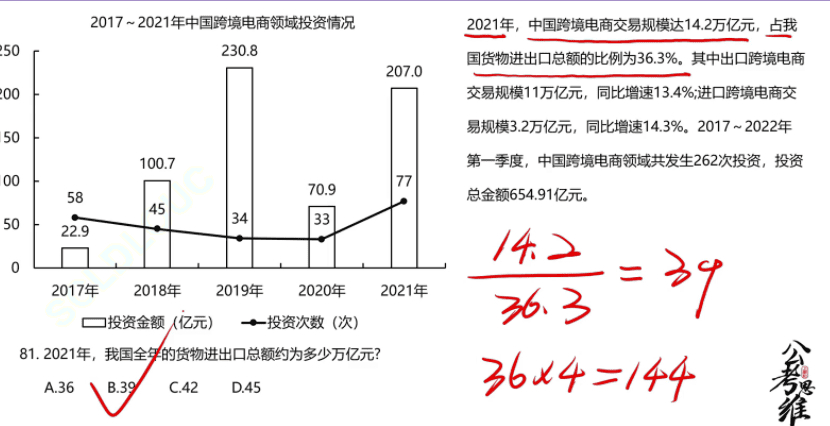 2017～2021年中国跨境电商领域投资情况
250
200
150
100
50
0
58
22.9
100.7
45
230.8
34
70.9
33
207.0
77
2017年 2018年 2019年 2020年 2021年
投资金额（亿元） 投资次数（次）
81. 2021年，我国全年的货物进出口总额约为多少万亿元？
A.36 B.39 C.42 D.45
2021年，中国跨境电商交易规模达14.2万亿元，占我
国货物进出口总额的比例为36.3%。其中出口跨境电商
交易规模11万亿元，同比增速13.4%;进口跨境电商交
易规模3.2万亿元，同比增速14.3%。2017～2022年
第一季度，中国跨境电商领域共发生262次投资，投资
总金额654.91亿元。
14.2
36.3
= 39
36×4=144
公考
思维